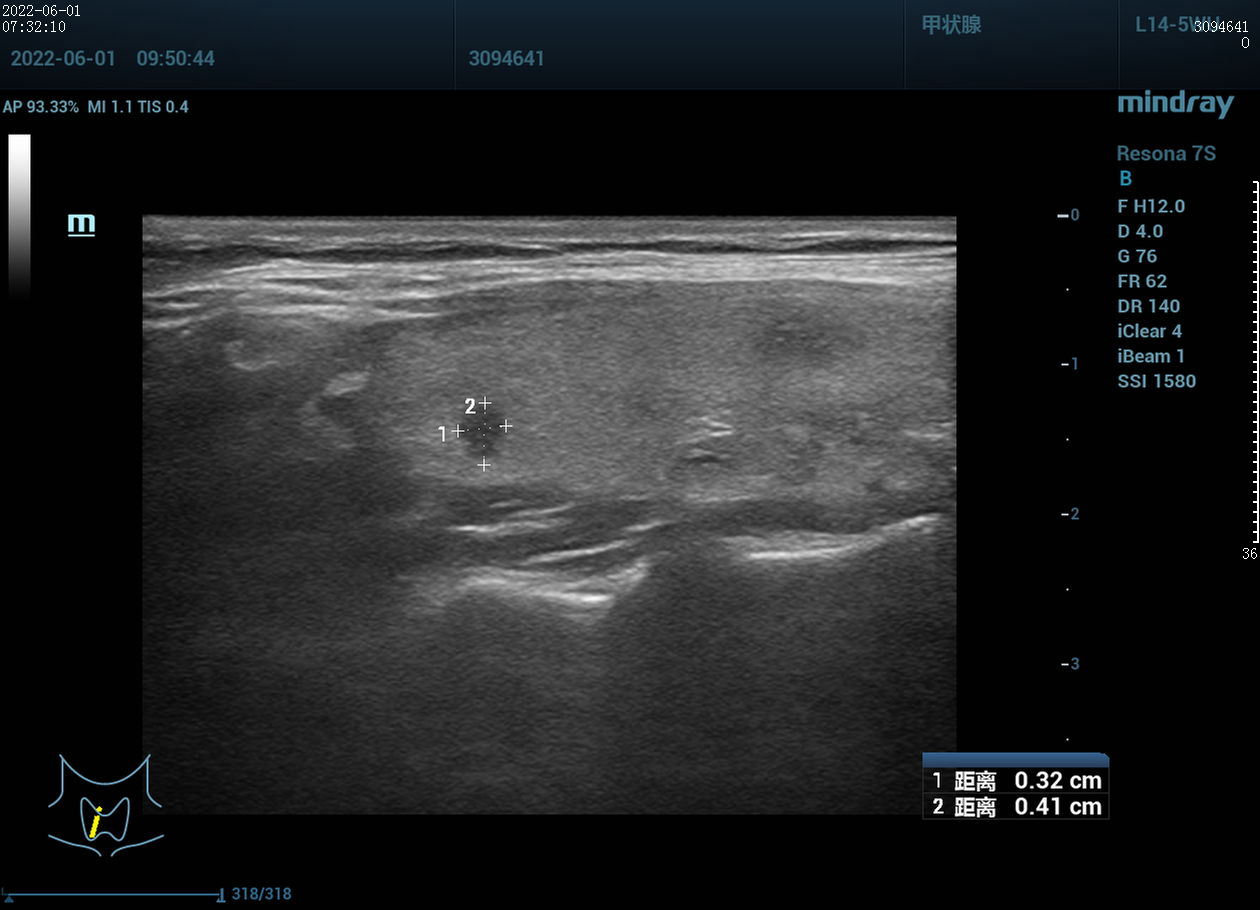 2022-06-01
07:32:10
2022-06-01 09:50:44
3094641
甲状腺
3094641
0
AP 93.33% MI 1.1 TIS 0.4
mindray
Resona 7S
B
F H12.0
D 4.0
G 76
FR 62
DR 140
iClear 4
iBeam 1
SSI 1580
m
0
1
2
3
36
2
1
1 距离 0.32 cm
2 距离 0.41 cm
318/318